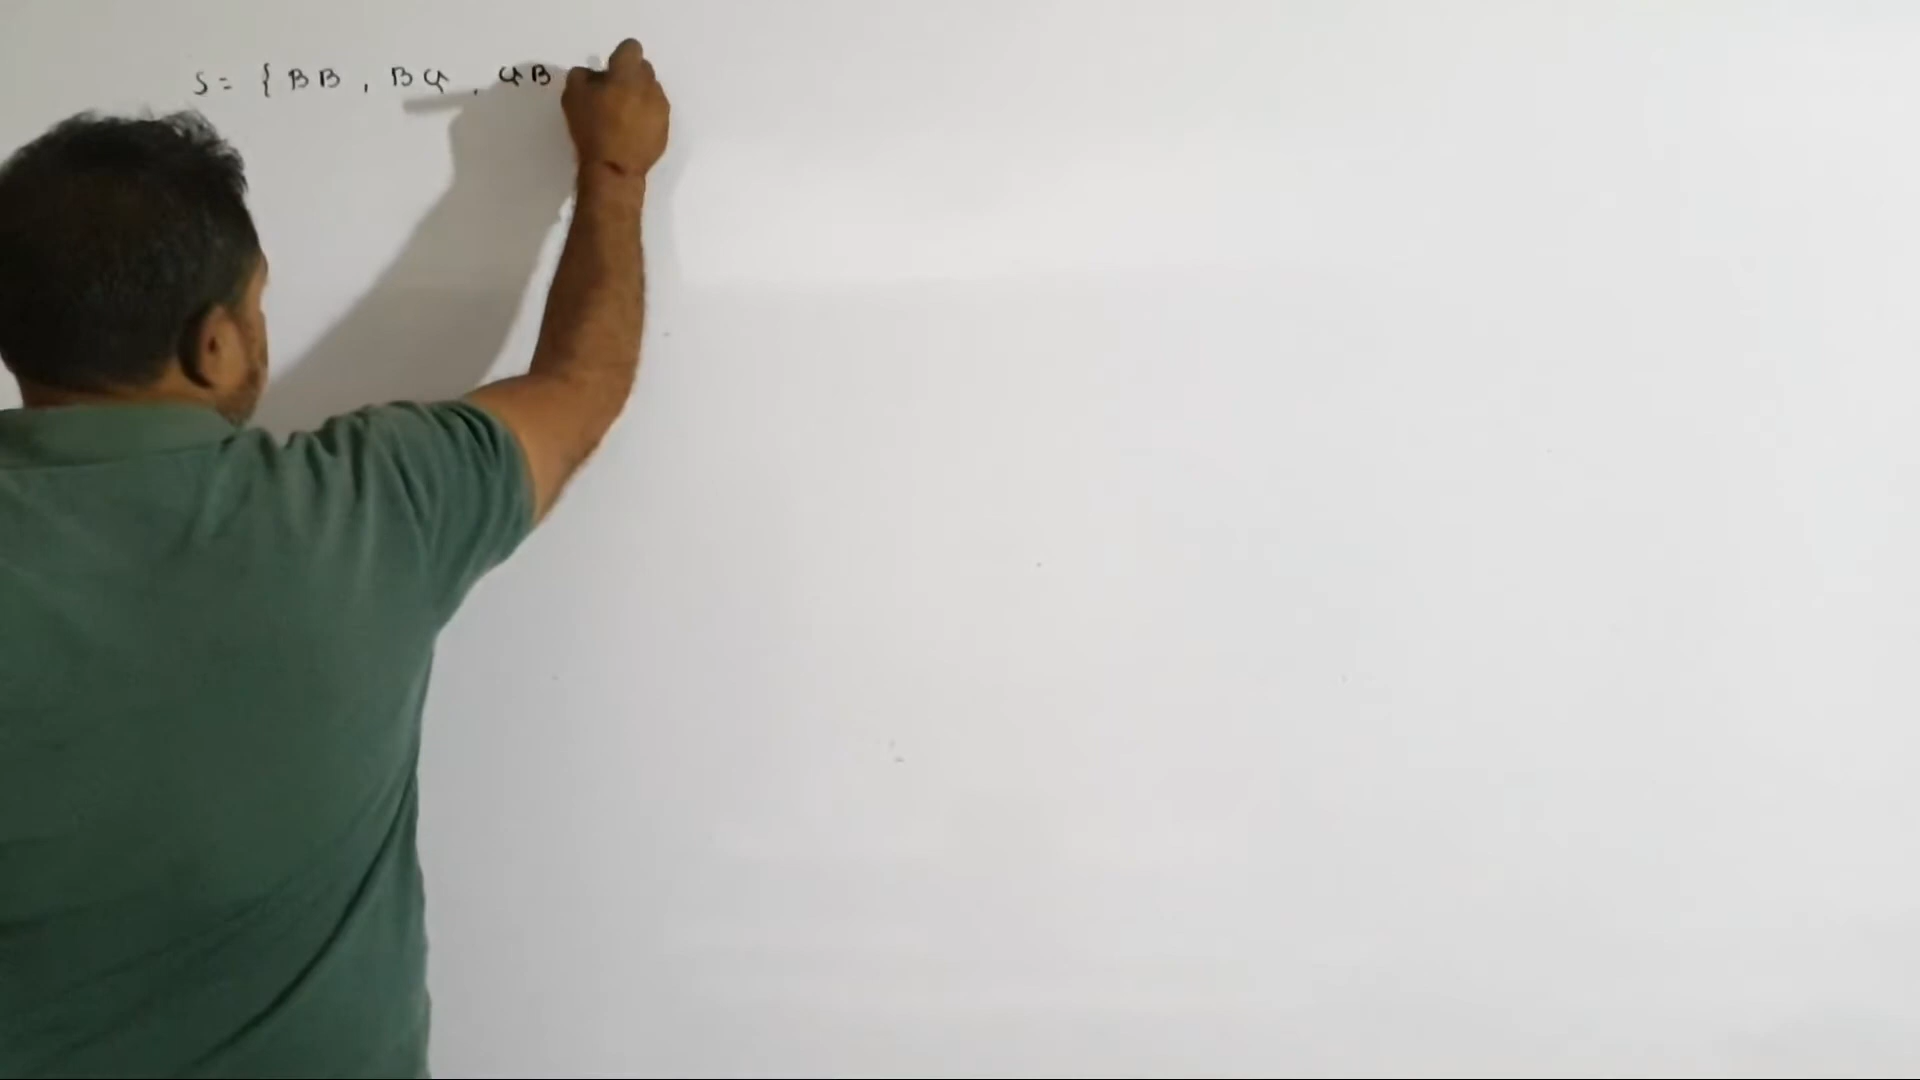 S = { BB , BG , GB